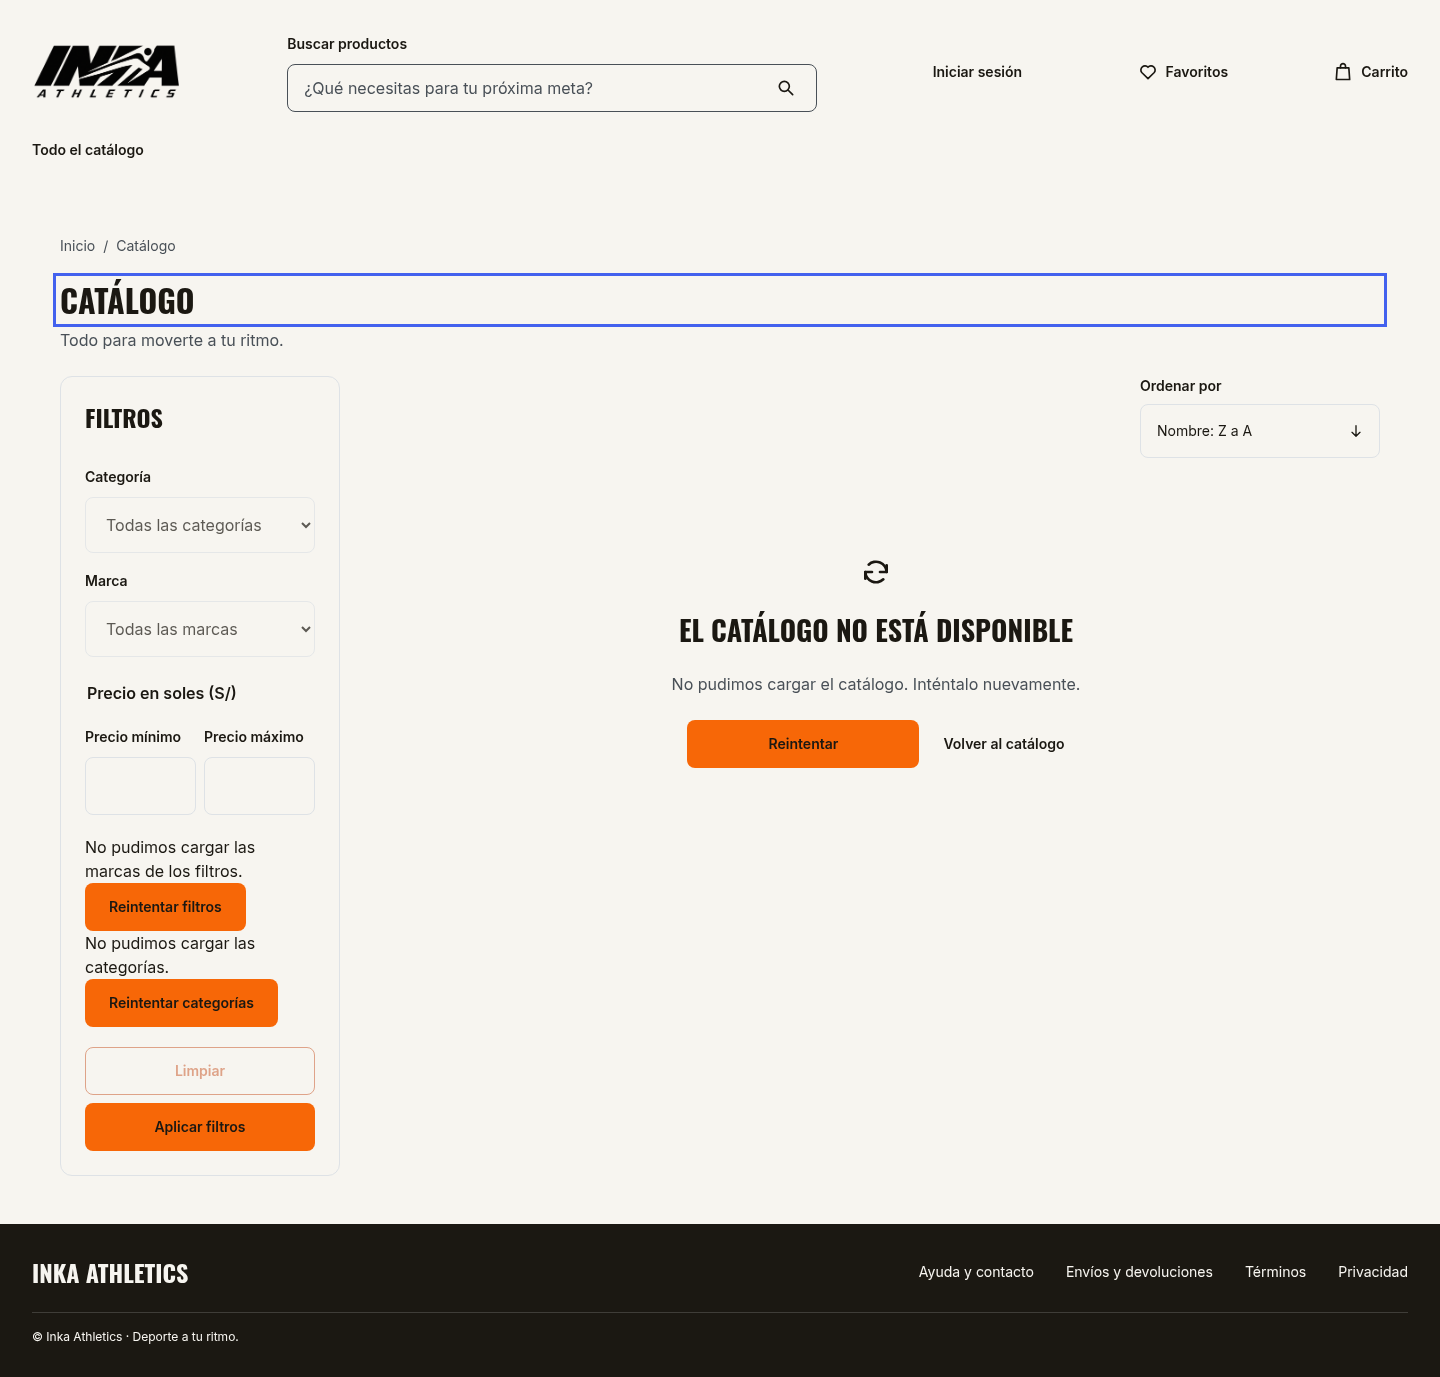 INKA
ATHLETICS
Buscar productos
¿Qué necesitas para tu próxima meta?
Iniciar sesión
Favoritos
Carrito
Todo el catálogo
Inicio / Catálogo
CATÁLOGO
Todo para moverte a tu ritmo.
FILTROS
Categoría
Todas las categorías
Marca
Todas las marcas
Precio en soles (S/)
Precio mínimo Precio máximo
No pudimos cargar las
marcas de los filtros.
Reintentar filtros
No pudimos cargar las
categorías.
Reintentar categorías
Limpiar
Aplicar filtros
Ordenar por
Nombre: Z a A
EL CATÁLOGO NO ESTÁ DISPONIBLE
No pudimos cargar el catálogo. Inténtalo nuevamente.
Reintentar
Volver al catálogo
INKA ATHLETICS
Ayuda y contacto
Envíos y devoluciones
Términos
Privacidad
© Inka Athletics · Deporte a tu ritmo.